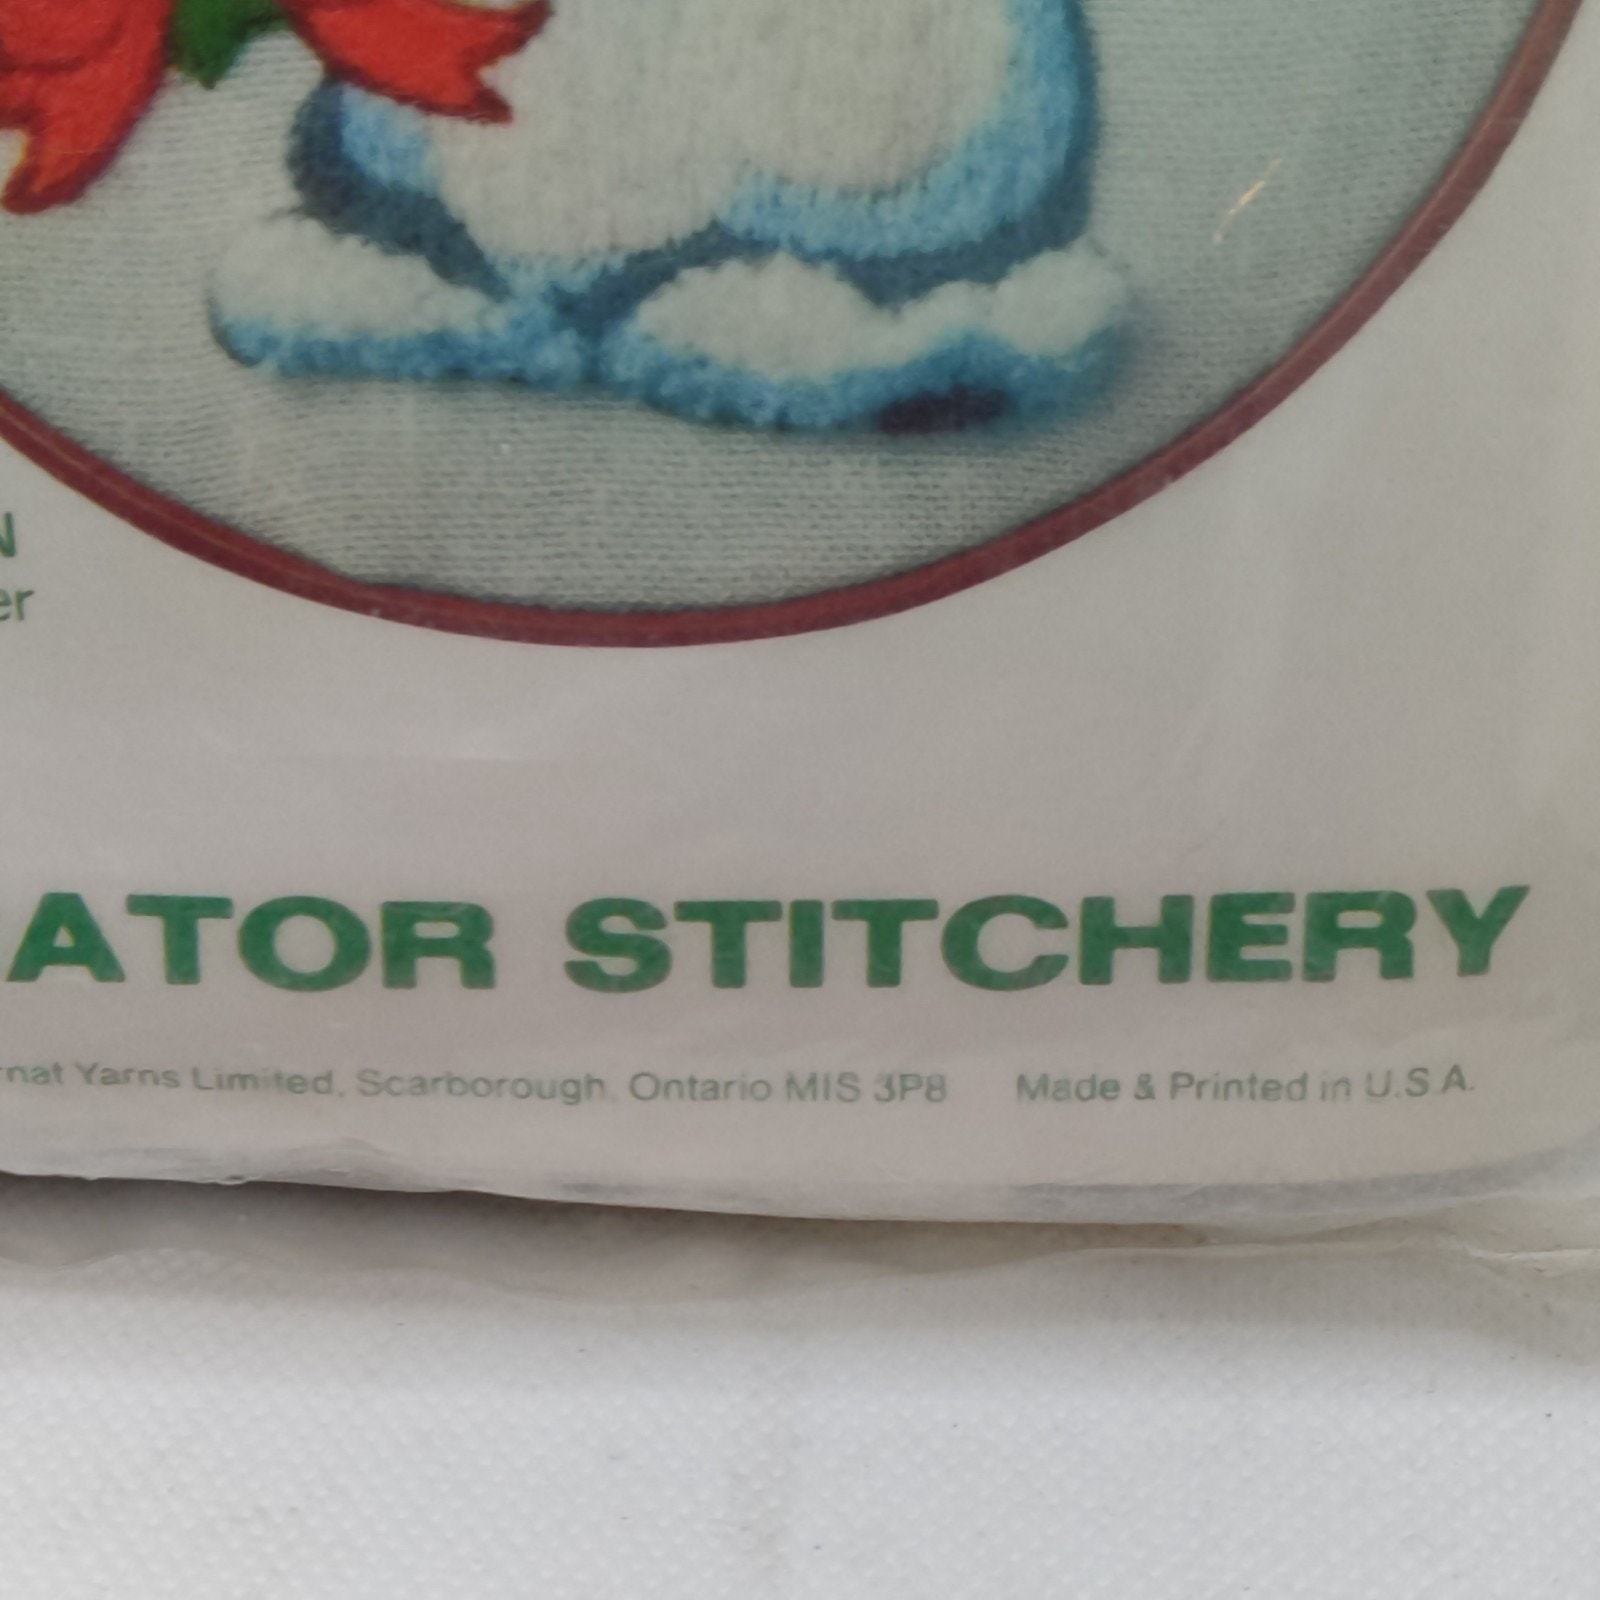 N
er
ATOR STITCHERY
rnat Yarns Limited, Scarborough, Ontario MIS 3P8 Made & Printed in U.S.A.